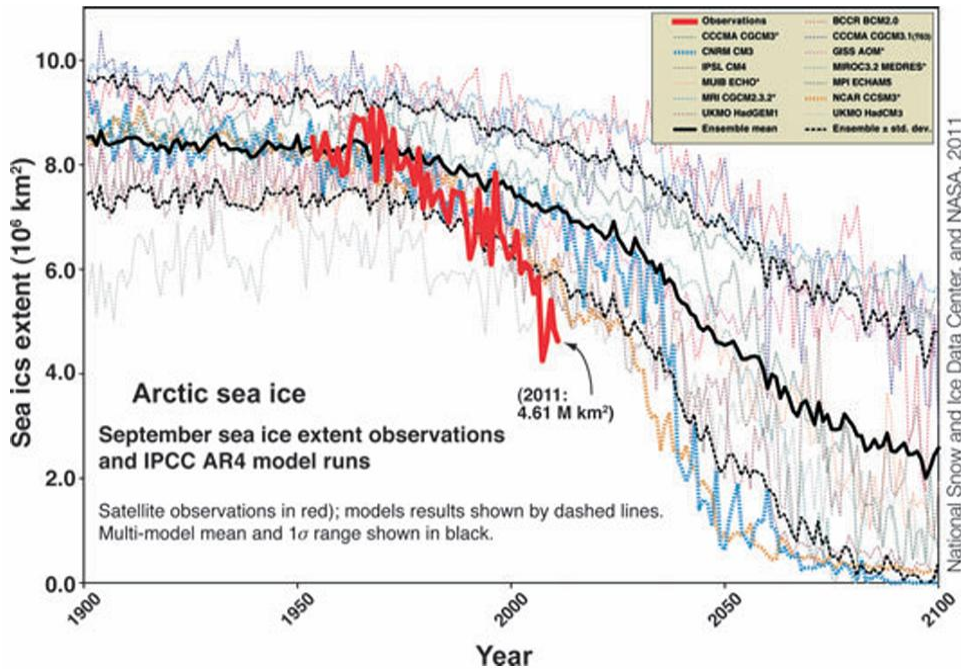 Observations
BCCR BCM2.0
CCCMA CGCM3*
CCCMA CGCM3.1(T63)
CNRM CM3
GISS AOM*
IPSL CM4
MIROC3.2 MEDRES*
MUIB ECHO*
MPI ECHAM5
MRI CGCM2.3.2*
NCAR CCSM3*
UKMO HadGEM1
UKMO HadCM3
Ensemble mean
Ensemble ± std. dev.
10.0
8.0
6.0
4.0
2.0
0.0
Sea ics extent (10⁶ km²)
Arctic sea ice
September sea ice extent observations
and IPCC AR4 model runs
Satellite observations in red); models results shown by dashed lines.
Multi-model mean and 1σ range shown in black.
(2011:
4.61 M km²)
1900
1950
2000
2050
2100
Year
National Snow and Ice Data Center, and NASA, 2011